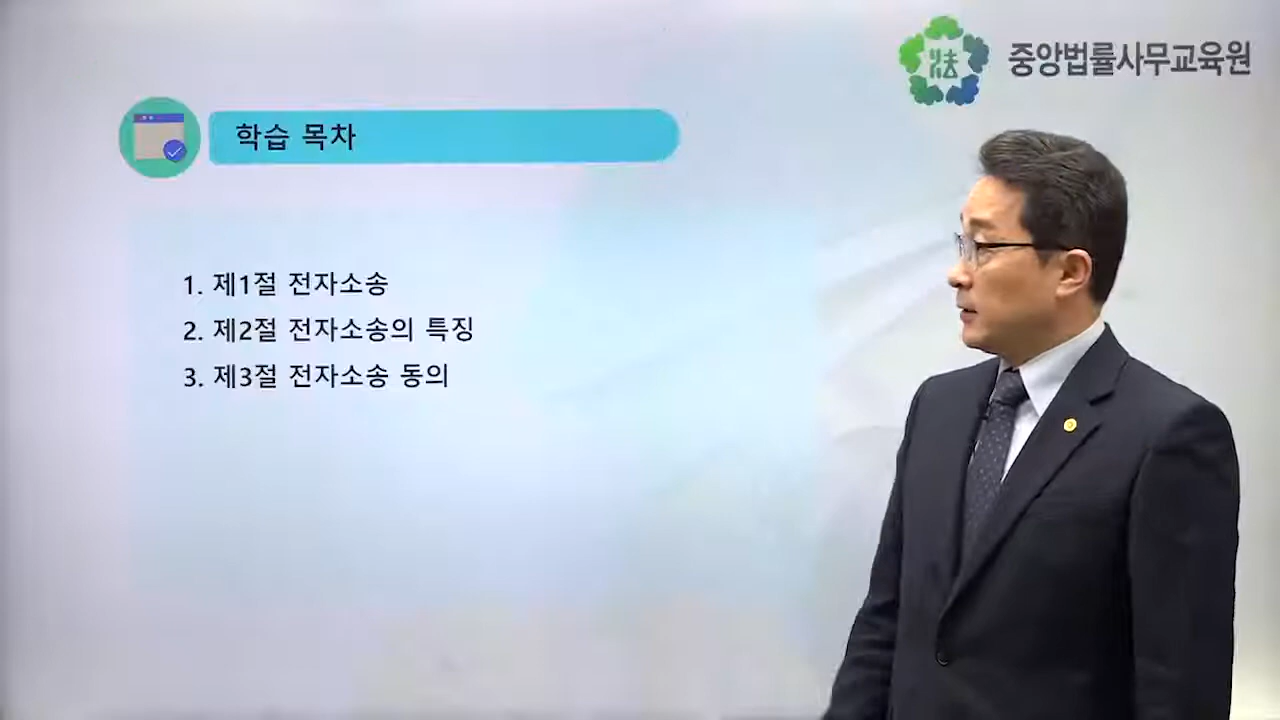 法
중앙법률사무교육원
학습 목차
1. 제1절 전자소송
2. 제2절 전자소송의 특징
3. 제3절 전자소송 동의